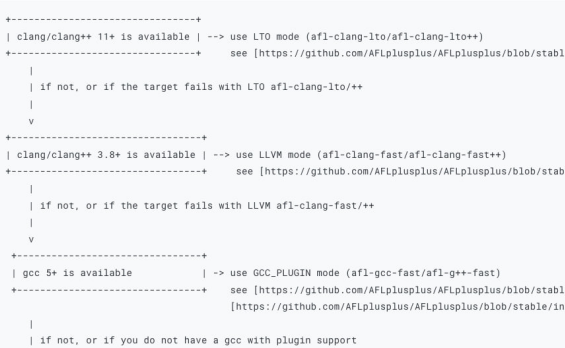 +--------------------------------+
| clang/clang++ 11+ is available | --> use LTO mode (afl-clang-lto/afl-clang-lto++)
+--------------------------------+     see [https://github.com/AFLplusplus/AFLplusplus/blob/stabl
    |
    | if not, or if the target fails with LTO afl-clang-lto/++
    |
    v
+---------------------------------+
| clang/clang++ 3.8+ is available | --> use LLVM mode (afl-clang-fast/afl-clang-fast++)
+---------------------------------+     see [https://github.com/AFLplusplus/AFLplusplus/blob/stab
    |
    | if not, or if the target fails with LLVM afl-clang-fast/++
    |
    v
 +--------------------------------+
 | gcc 5+ is available            | -> use GCC_PLUGIN mode (afl-gcc-fast/afl-g++-fast)
 +--------------------------------+    see [https://github.com/AFLplusplus/AFLplusplus/blob/stabl
                                       [https://github.com/AFLplusplus/AFLplusplus/blob/stable/in
    |
    | if not, or if you do not have a gcc with plugin support